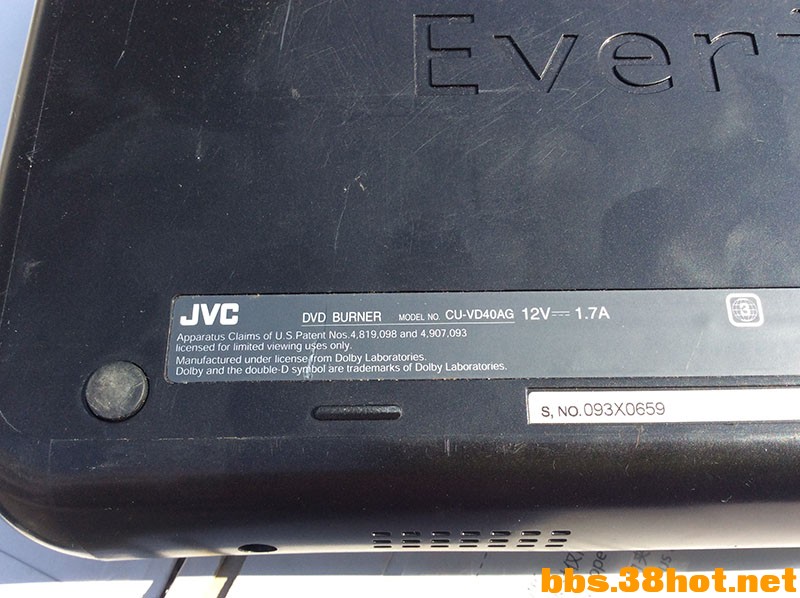 Ever
JVC DVD BURNER MODEL NO. CU-VD40AG 12V⎓ 1.7A
Apparatus Claims of U.S.Patent Nos.4,819,098 and 4,907,093
licensed for limited viewing uses only.
Manufactured under license from Dolby Laboratories.
Dolby and the double-D symbol are trademarks of Dolby Laboratories.
S, NO. 093X0659
bbs.38hot.net